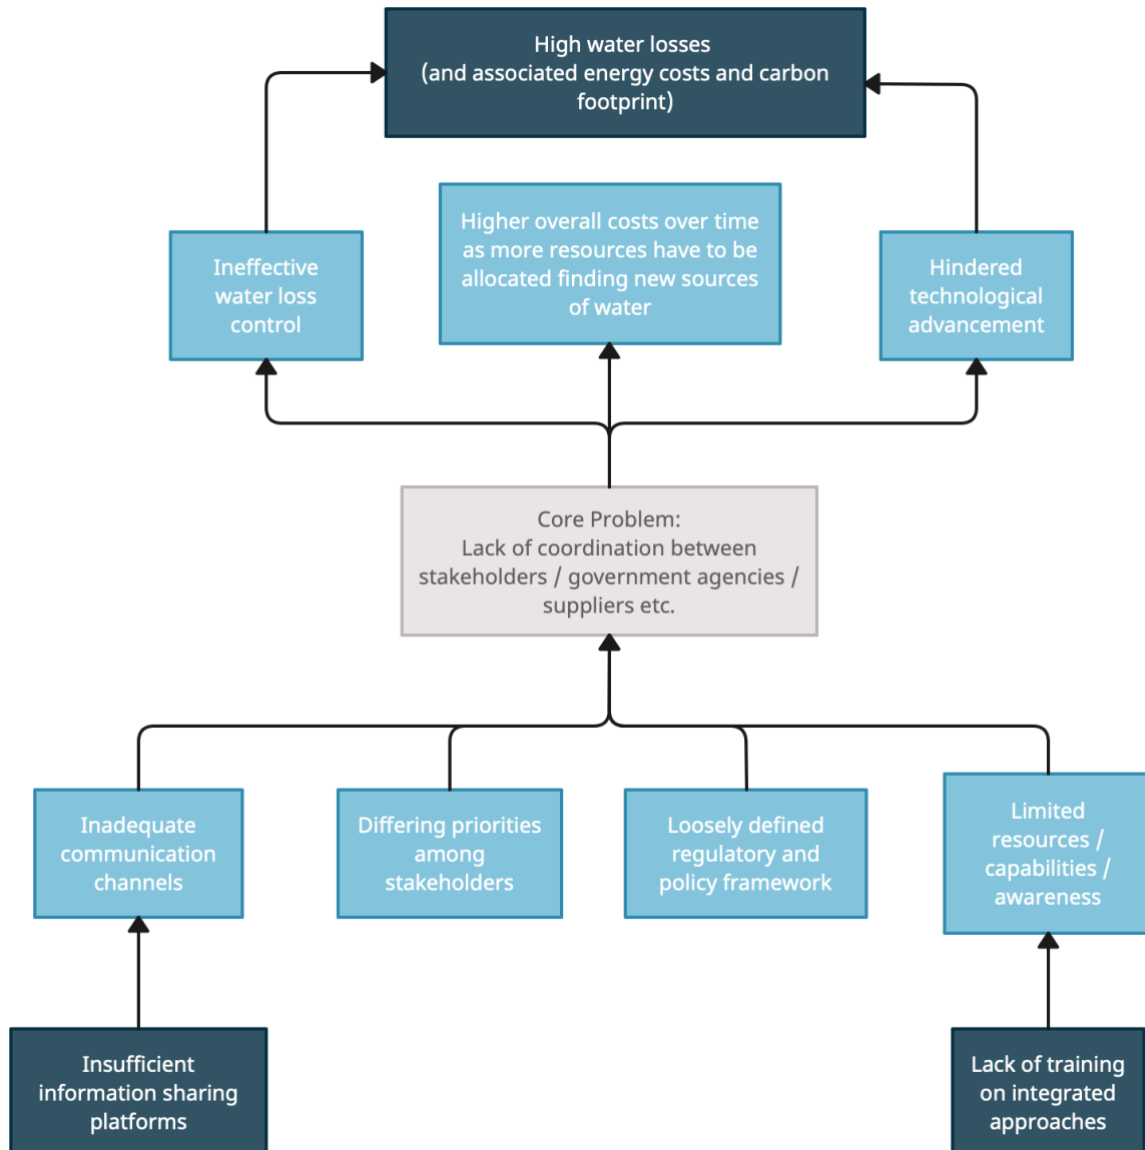 High water losses
(and associated energy costs and carbon
footprint)
Higher overall costs over time
as more resources have to be
allocated finding new sources
of water
Ineffective
water loss
control
Hindered
technological
advancement
Core Problem:
Lack of coordination between
stakeholders / government agencies /
suppliers etc.
Inadequate
communication
channels
Differing priorities
among
stakeholders
Loosely defined
regulatory and
policy framework
Limited
resources /
capabilities /
awareness
Insufficient
information sharing
platforms
Lack of training
on integrated
approaches